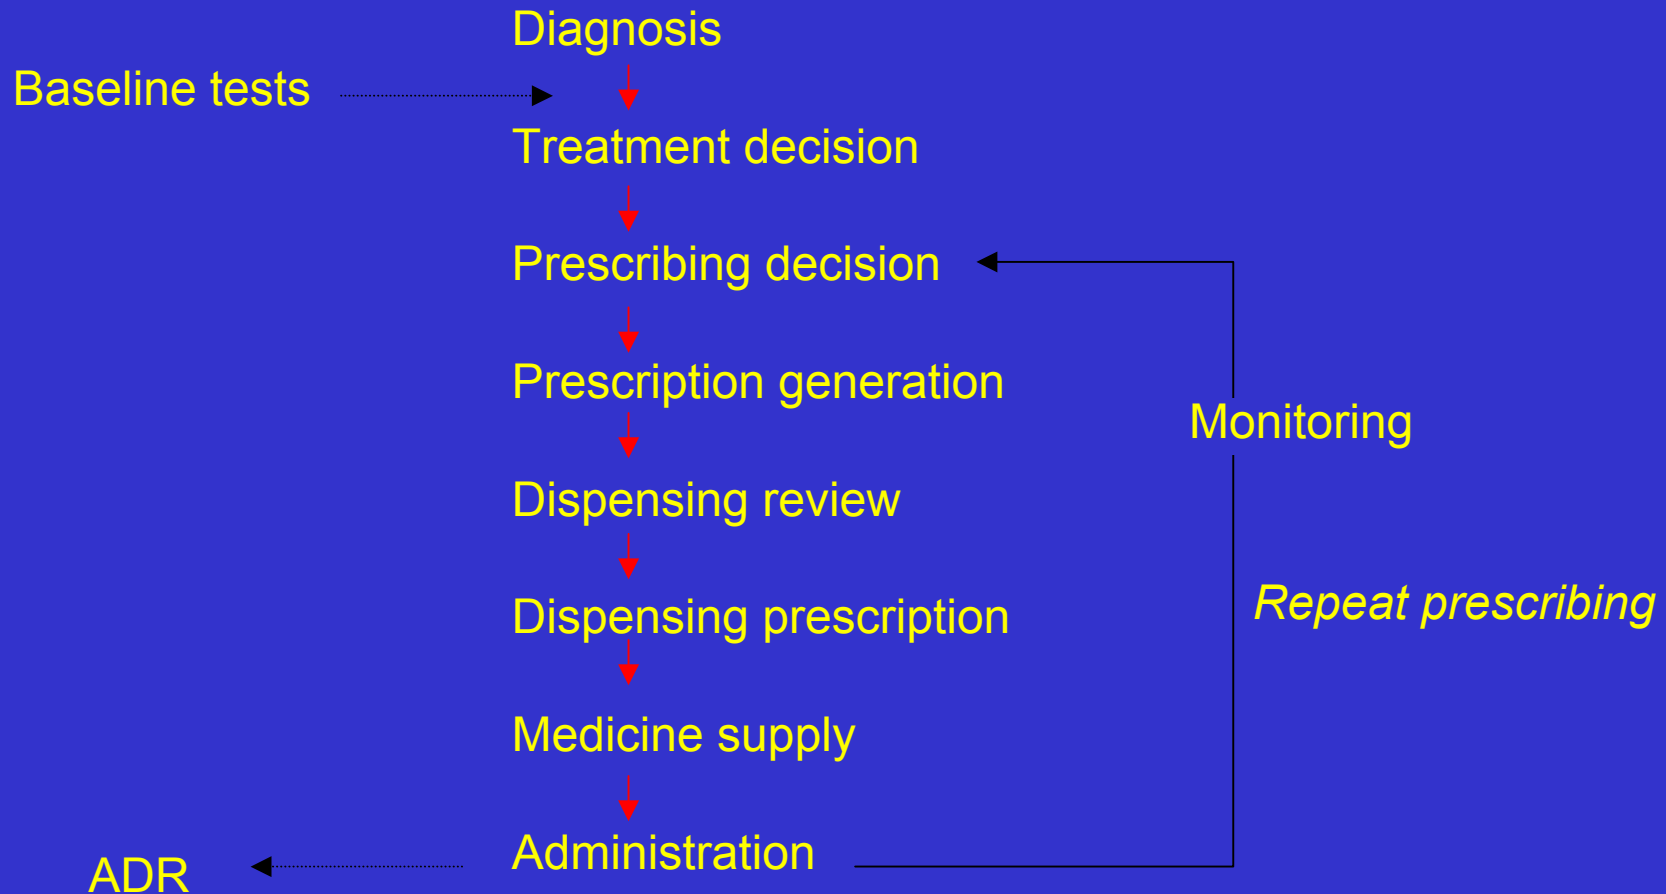 Diagnosis
Baseline tests
Treatment decision
Prescribing decision
Prescription generation
Monitoring
Dispensing review
Dispensing prescription
Repeat prescribing
Medicine supply
Administration
ADR